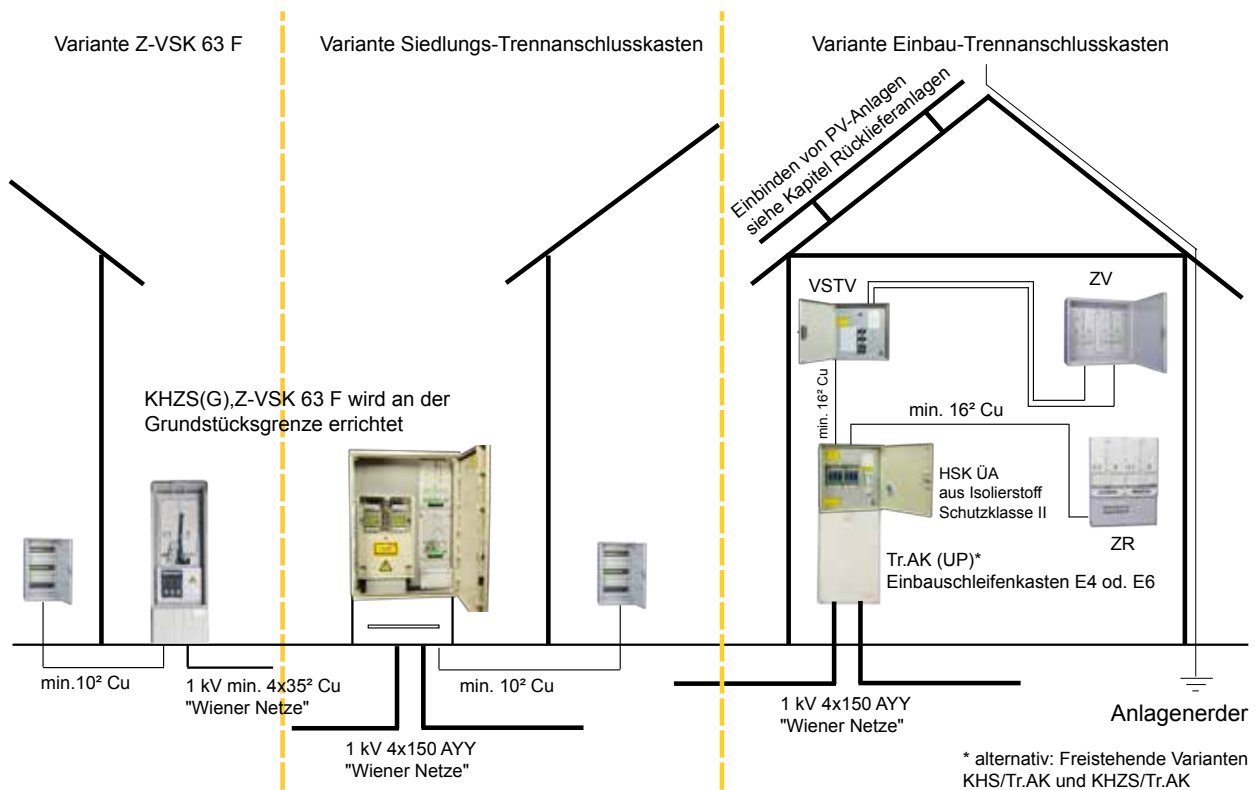 Variante Z-VSK 63 F
Variante Siedlungs-Trennanschlusskasten
Variante Einbau-Trennanschlusskasten
Einbinden von PV-Anlagen
siehe Kapitel Rücklieferanlagen
VSTV
ZV
min. 16² Cu
min. 16² Cu
KHZS(G),Z-VSK 63 F wird an der
Grundstücksgrenze errichtet
HSK ÜA
aus Isolierstoff
Schutzklasse II
ZR
Tr.AK (UP)*
Einbauschleifenkasten E4 od. E6
min.10² Cu
1 kV min. 4x35² Cu
"Wiener Netze"
min. 10² Cu
1 kV 4x150 AYY
"Wiener Netze"
1 kV 4x150 AYY
"Wiener Netze"
Anlagenerder
* alternativ: Freistehende Varianten
KHS/Tr.AK und KHZS/Tr.AK